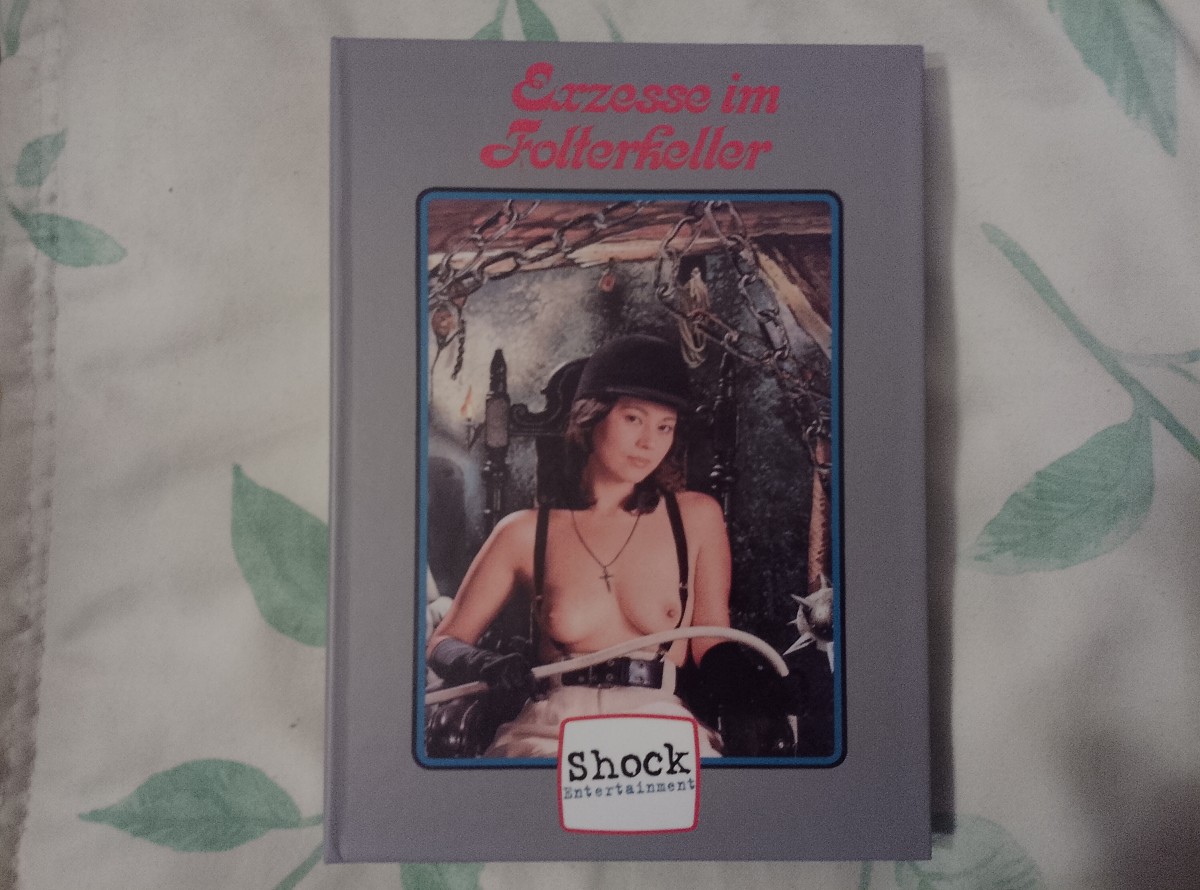 Exzesse im
Folterkeller
Shock
Entertainment